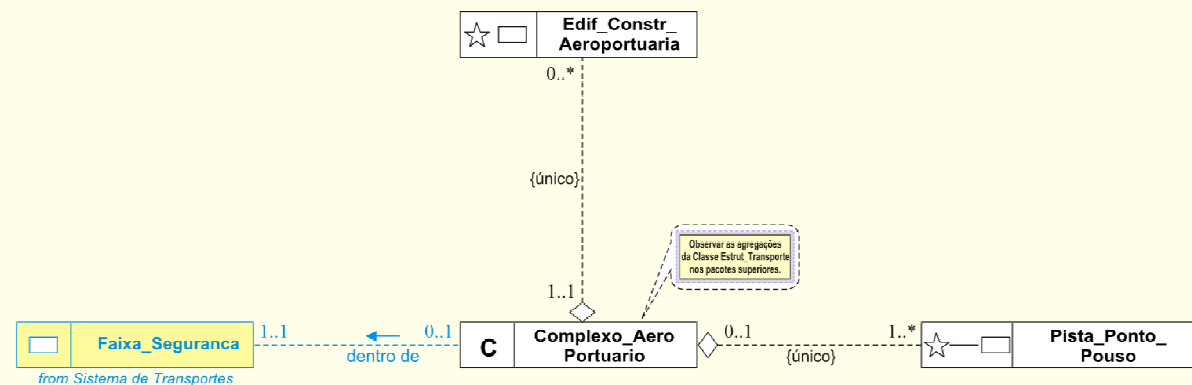 Edif_Constr_
Aeroportuaria
0..*
{único}
Observar as agregações
da Classe Estrut_Transporte
nos pacotes superiores.
1..1
Faixa_Seguranca
1..1
0..1
dentro de
C
Complexo_Aero
Portuario
0..1
1..*
{único}
Pista_Ponto_
Pouso
from Sistema de Transportes